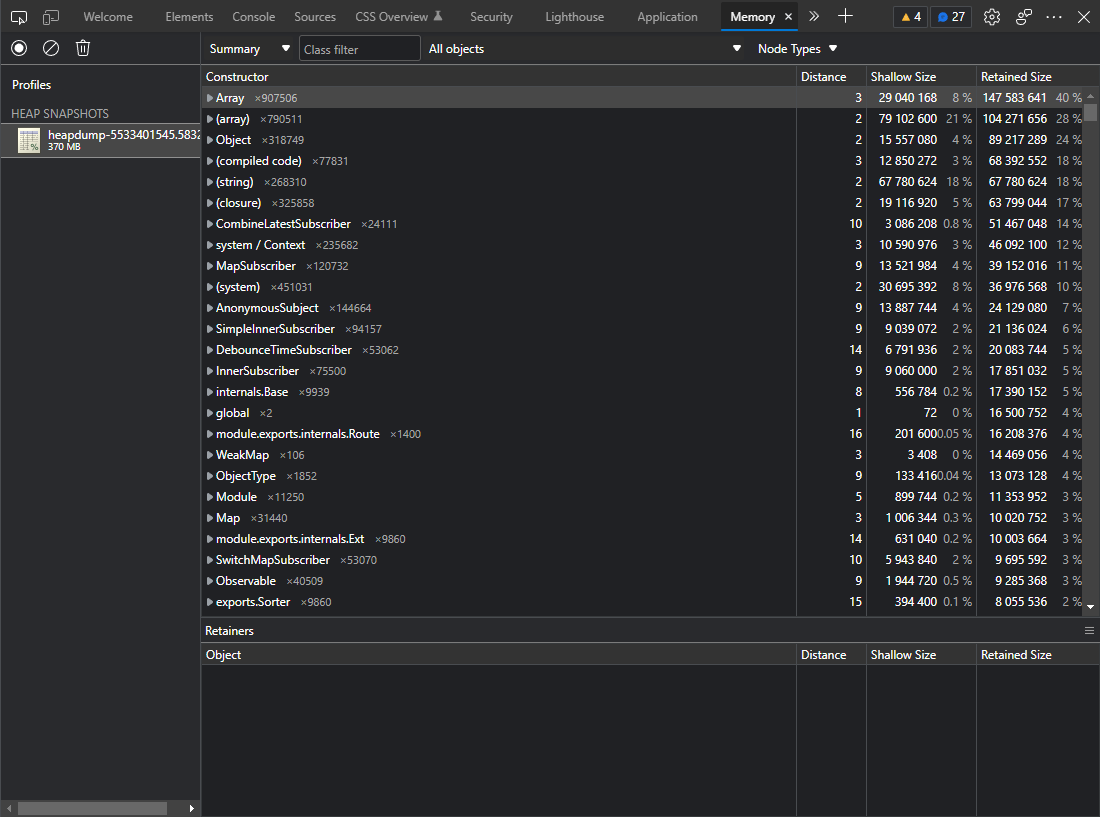 Welcome Elements Console Sources CSS Overview Security Lighthouse Application Memory × » + 4 27
Summary Class filter All objects Node Types
Profiles
HEAP SNAPSHOTS
heapdump-5533401545.5832
370 MB
Constructor Distance Shallow Size Retained Size
Array ×907506 3 29 040 168 8 % 147 583 641 40 %
(array) ×790511 2 79 102 600 21 % 104 271 656 28 %
Object ×318749 2 15 557 080 4 % 89 217 289 24 %
(compiled code) ×77831 3 12 850 272 3 % 68 392 552 18 %
(string) ×268310 2 67 780 624 18 % 67 780 624 18 %
(closure) ×325858 2 19 116 920 5 % 63 799 044 17 %
CombineLatestSubscriber ×24111 10 3 086 208 0.8 % 51 467 048 14 %
system / Context ×235682 3 10 590 976 3 % 46 092 100 12 %
MapSubscriber ×120732 9 13 521 984 4 % 39 152 016 11 %
(system) ×451031 2 30 695 392 8 % 36 976 568 10 %
AnonymousSubject ×144664 9 13 887 744 4 % 24 129 080 7 %
SimpleInnerSubscriber ×94157 9 9 039 072 2 % 21 136 024 6 %
DebounceTimeSubscriber ×53062 14 6 791 936 2 % 20 083 744 5 %
InnerSubscriber ×75500 9 9 060 000 2 % 17 851 032 5 %
internals.Base ×9939 8 556 784 0.2 % 17 390 152 5 %
global ×2 1 72 0 % 16 500 752 4 %
module.exports.internals.Route ×1400 16 201 600 0.05 % 16 208 376 4 %
WeakMap ×106 3 3 408 0 % 14 469 056 4 %
ObjectType ×1852 9 133 416 0.04 % 13 073 128 4 %
Module ×11250 5 899 744 0.2 % 11 353 952 3 %
Map ×31440 3 1 006 344 0.3 % 10 020 752 3 %
module.exports.internals.Ext ×9860 14 631 040 0.2 % 10 003 664 3 %
SwitchMapSubscriber ×53070 10 5 943 840 2 % 9 695 592 3 %
Observable ×40509 9 1 944 720 0.5 % 9 285 368 3 %
exports.Sorter ×9860 15 394 400 0.1 % 8 055 536 2 %
Retainers
Object Distance Shallow Size Retained Size